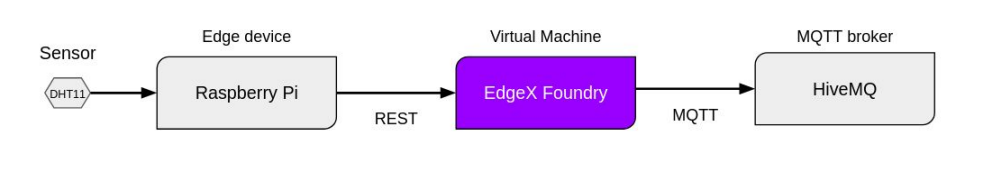 Sensor
DHT11
Edge device
Raspberry Pi
REST
Virtual Machine
EdgeX Foundry
MQTT
MQTT broker
HiveMQ